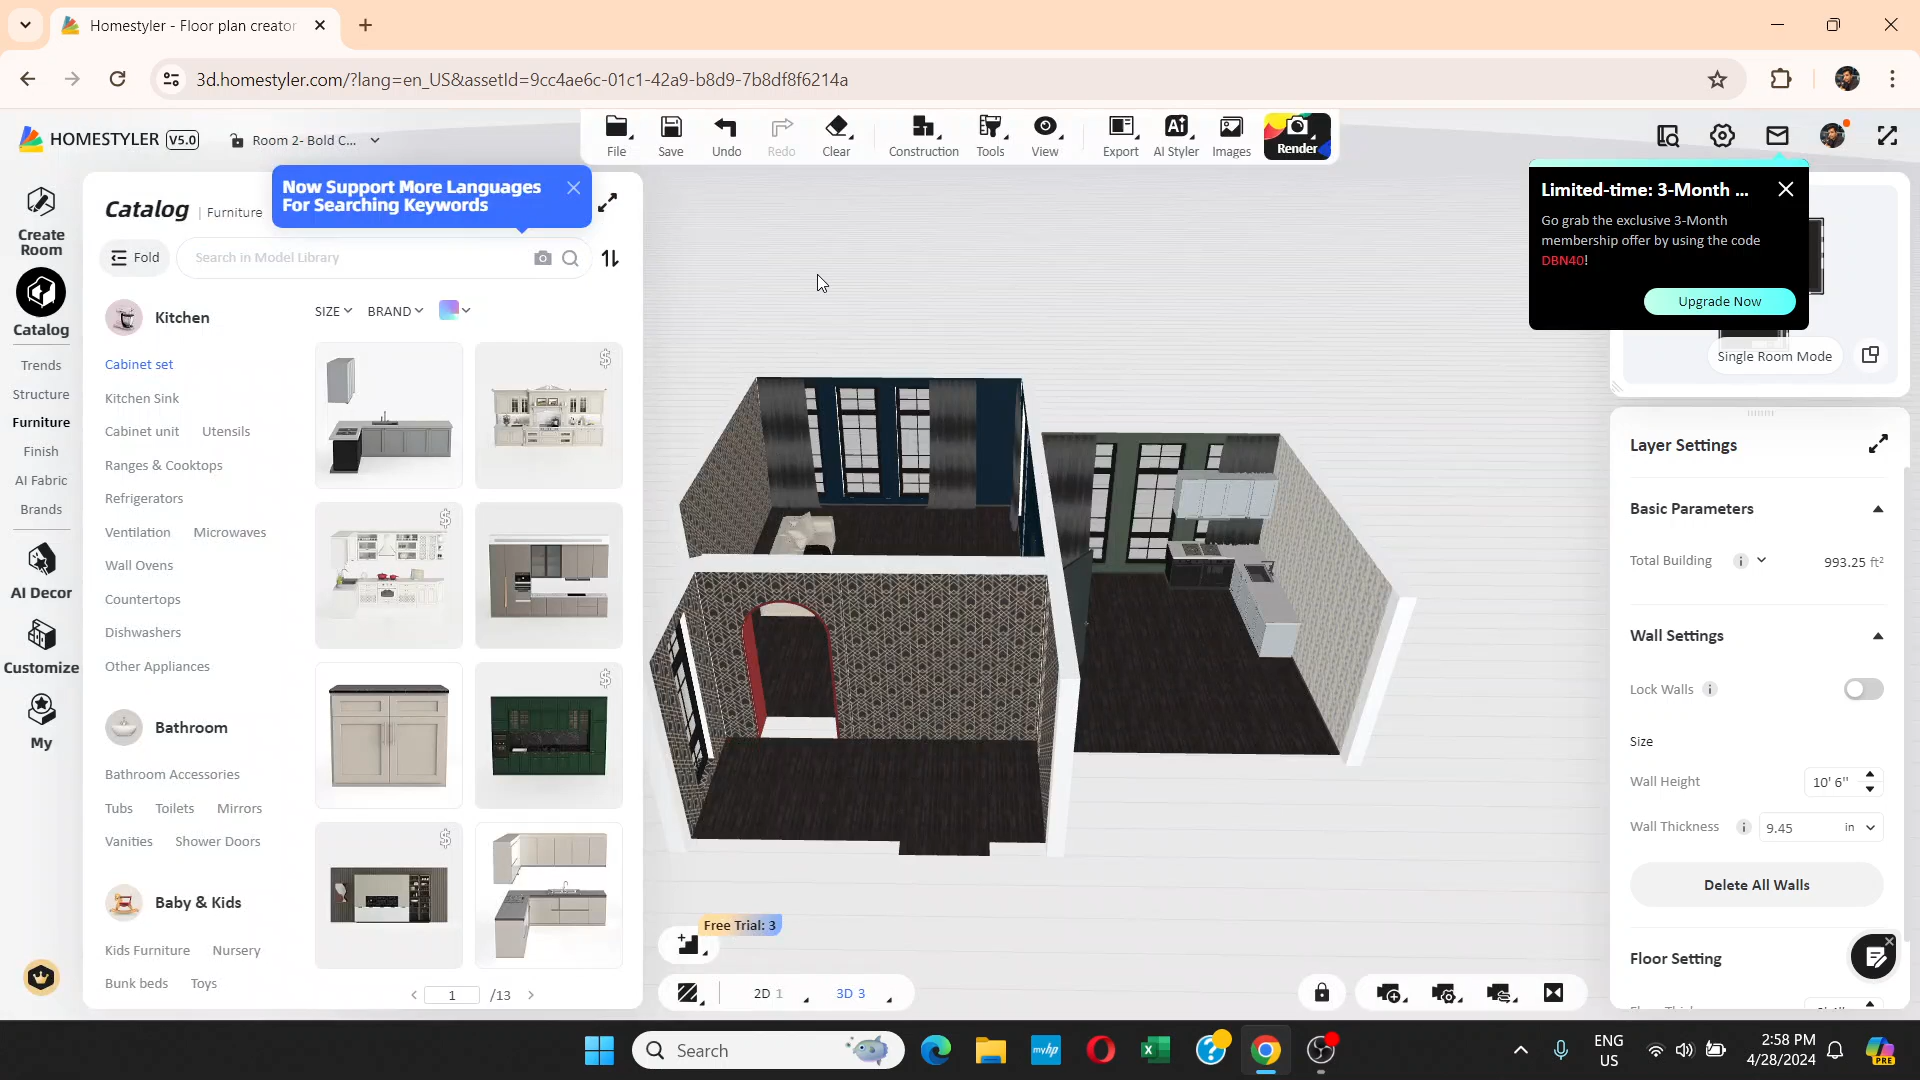 Homestyler - Floor plan creator
3d.homestyler.com/?lang=en_US&assetId=9cc4ae6c-01c1-42a9-b8d9-7b8df8f6214a
HOMESTYLER V5.0
Room 2- Bold C...
File
Save
Undo
Redo
Clear
Construction
Tools
View
Export
AI Styler
Images
Render
Create
Room
Catalog
Trends
Structure
Furniture
Finish
AI Fabric
Brands
AI Decor
Customize
My
Catalog | Furniture
Now Support More Languages
For Searching Keywords
Fold
Search in Model Library
Kitchen
SIZE
BRAND
Cabinet set
Kitchen Sink
Cabinet unit Utensils
Ranges & Cooktops
Refrigerators
Ventilation Microwaves
Wall Ovens
Countertops
Dishwashers
Other Appliances
Bathroom
Bathroom Accessories
Tubs Toilets Mirrors
Vanities Shower Doors
Baby & Kids
Kids Furniture Nursery
Bunk beds Toys
1 /13
Free Trial: 3
2D 1
3D 3
Limited-time: 3-Month ...
Go grab the exclusive 3-Month
membership offer by using the code
DBN40!
Upgrade Now
Single Room Mode
Layer Settings
Basic Parameters
Total Building 993.25 ft²
Wall Settings
Lock Walls
Size
Wall Height 10' 6"
Wall Thickness 9.45 in
Delete All Walls
Floor Setting
Search
myhp
ENG
US
2:58 PM
4/28/2024
PRE